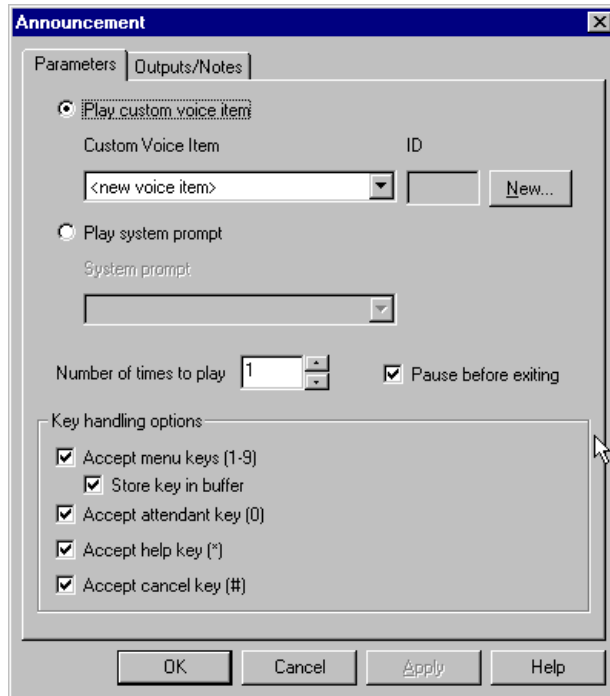 Announcement
Parameters Outputs/Notes
Play custom voice item
Custom Voice Item ID
<new voice item> New...
Play system prompt
System prompt
Number of times to play 1 Pause before exiting
Key handling options
Accept menu keys (1-9)
Store key in buffer
Accept attendant key (0)
Accept help key (*)
Accept cancel key (#)
OK Cancel Apply Help